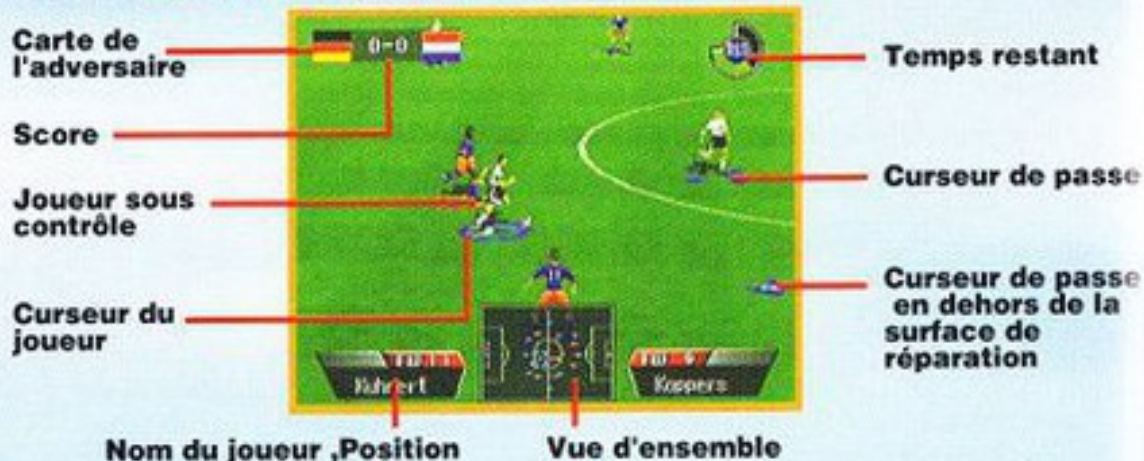 Carte de
l'adversaire
0-0
Temps restant
Score
Curseur de passe
Joueur sous
contrôle
Curseur de passe
en dehors de la
surface de
réparation
Curseur du
joueur
Koppers
Nom du joueur ,Position
Vue d'ensemble